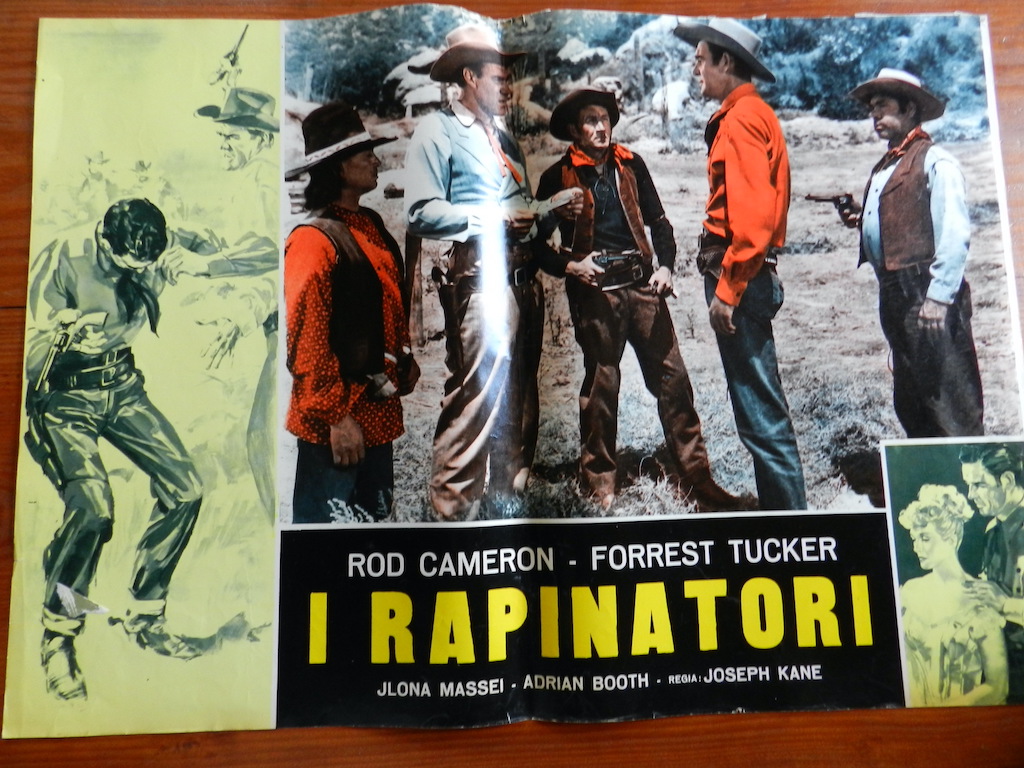 ROD CAMERON - FORREST TUCKER
I RAPINATORI
JLONA MASSEI - ADRIAN BOOTH - REGIA: JOSEPH KANE